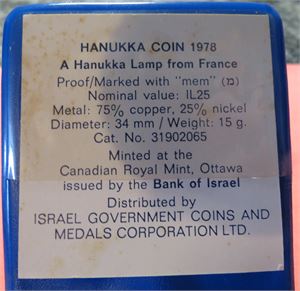 HANUKKA COIN 1978
A Hanukka Lamp from France
Proof/Marked with "mem" (מ)
Nominal value: IL25
Metal: 75% copper, 25% nickel
Diameter: 34 mm / Weight: 15 g.
Cat. No. 31902065
Minted at the
Canadian Royal Mint, Ottawa
issued by the Bank of Israel
Distributed by
ISRAEL GOVERNMENT COINS AND
MEDALS CORPORATION LTD.